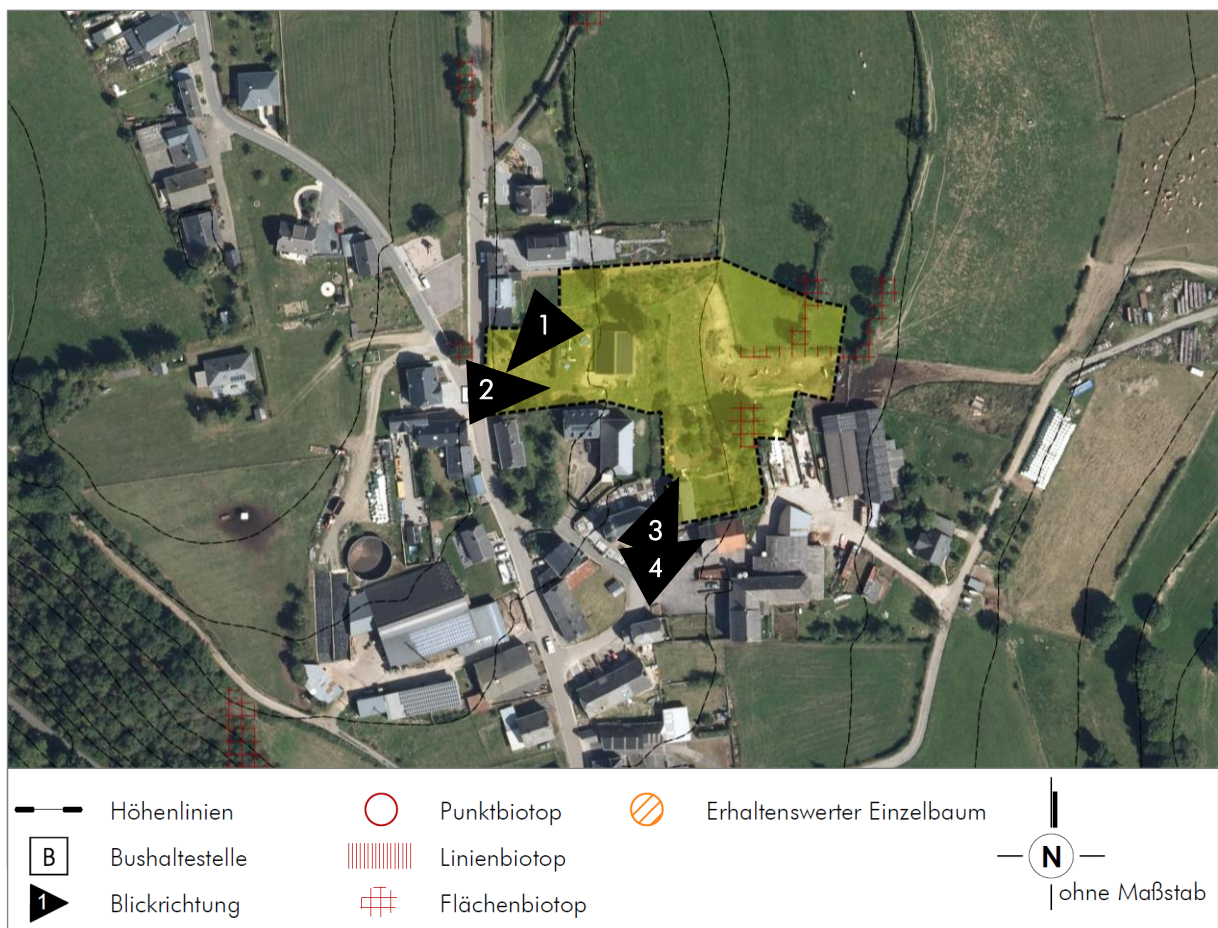 1
2
3
4
Höhenlinien
Punktbiotop
Erhaltenswerter Einzelbaum
B
Bushaltestelle
Linienbiotop
N
1
Blickrichtung
Flächenbiotop
ohne Maßstab